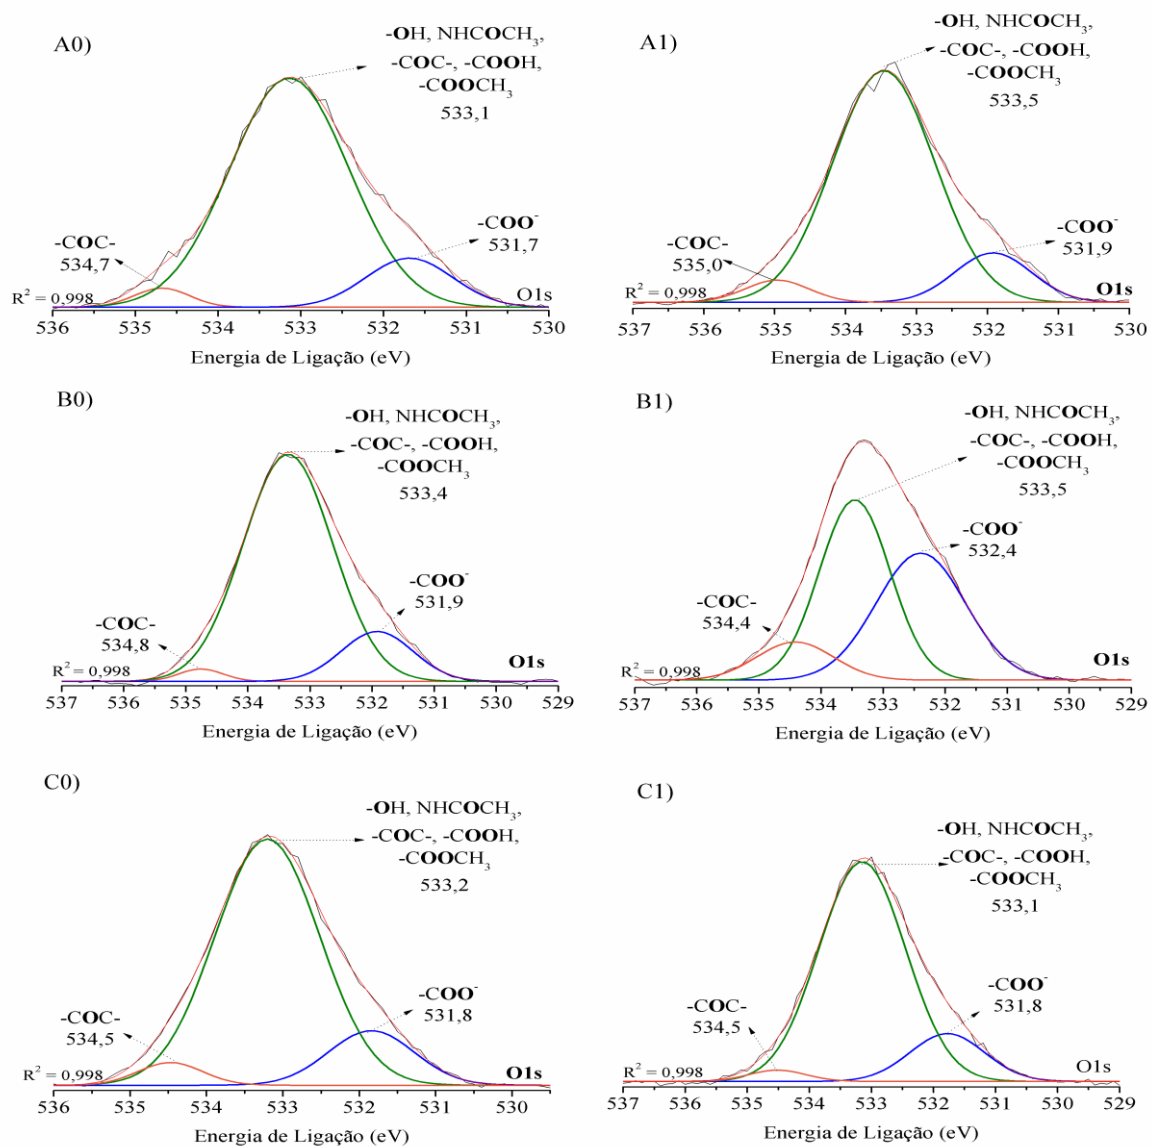 A0)
-OH, NHCOCH₃,
-COC-, -COOH,
-COOCH₃
533,1
-COO⁻
531,7
-COC-
534,7
R² = 0,998
O1s
536 535 534 533 532 531 530
Energia de Ligação (eV)
A1)
-OH, NHCOCH₃,
-COC-, -COOH,
-COOCH₃
533,5
-COO⁻
531,9
-COC-
535,0
R² = 0,998
O1s
537 536 535 534 533 532 531 530
Energia de Ligação (eV)
B0)
-OH, NHCOCH₃,
-COC-, -COOH,
-COOCH₃
533,4
-COO⁻
531,9
-COC-
534,8
R² = 0,998
O1s
537 536 535 534 533 532 531 530 529
Energia de Ligação (eV)
B1)
-OH, NHCOCH₃,
-COC-, -COOH,
-COOCH₃
533,5
-COO⁻
532,4
-COC-
534,4
R² = 0,998
O1s
537 536 535 534 533 532 531 530 529
Energia de Ligação (eV)
C0)
-OH, NHCOCH₃,
-COC-, -COOH,
-COOCH₃
533,2
-COO⁻
531,8
-COC-
534,5
R² = 0,998
O1s
536 535 534 533 532 531 530
Energia de Ligação (eV)
C1)
-OH, NHCOCH₃,
-COC-, -COOH,
-COOCH₃
533,1
-COO⁻
531,8
-COC-
534,5
R² = 0,998
O1s
537 536 535 534 533 532 531 530 529
Energia de Ligação (eV)